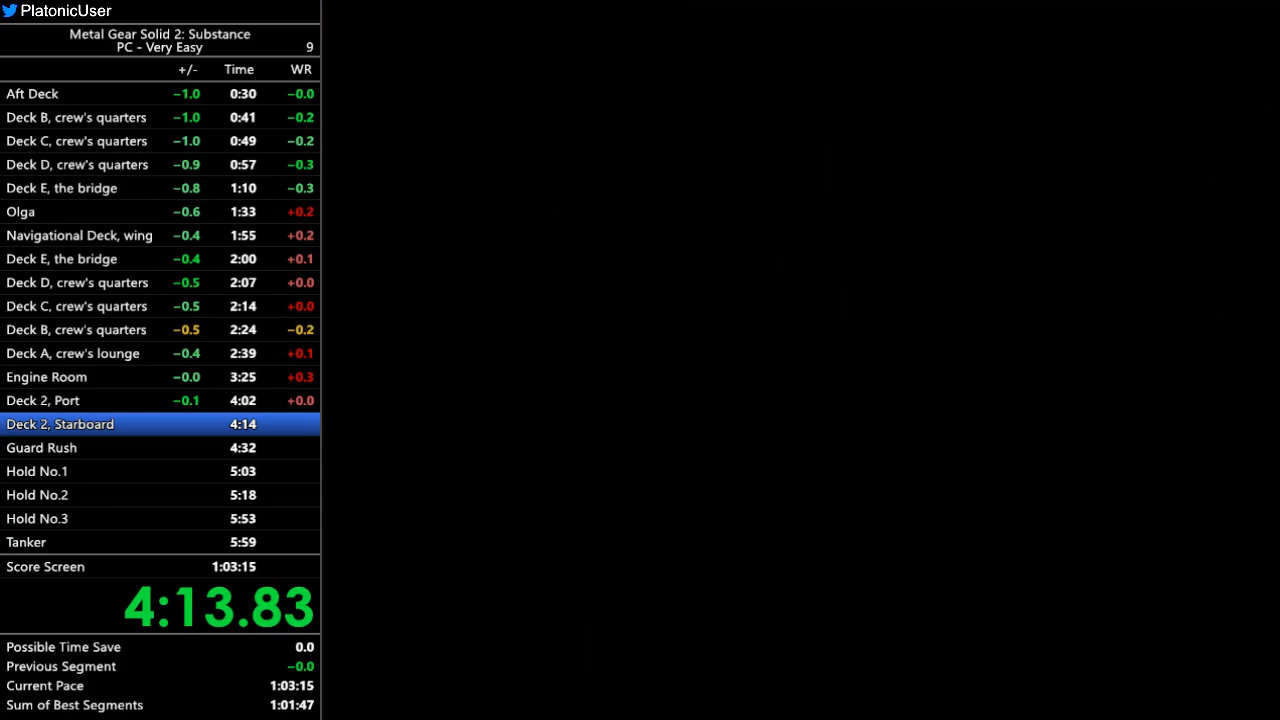 PlatonicUser
Metal Gear Solid 2: Substance
PC - Very Easy 9
+/- Time WR
Aft Deck −1.0 0:30 −0.0
Deck B, crew's quarters −1.0 0:41 −0.2
Deck C, crew's quarters −1.0 0:49 −0.2
Deck D, crew's quarters −0.9 0:57 −0.3
Deck E, the bridge −0.8 1:10 −0.3
Olga −0.6 1:33 +0.2
Navigational Deck, wing −0.4 1:55 +0.2
Deck E, the bridge −0.4 2:00 +0.1
Deck D, crew's quarters −0.5 2:07 +0.0
Deck C, crew's quarters −0.5 2:14 +0.0
Deck B, crew's quarters −0.5 2:24 −0.2
Deck A, crew's lounge −0.4 2:39 +0.1
Engine Room −0.0 3:25 +0.3
Deck 2, Port −0.1 4:02 +0.0
Deck 2, Starboard 4:14
Guard Rush 4:32
Hold No.1 5:03
Hold No.2 5:18
Hold No.3 5:53
Tanker 5:59
Score Screen 1:03:15
4:13.83
Possible Time Save 0.0
Previous Segment −0.0
Current Pace 1:03:15
Sum of Best Segments 1:01:47